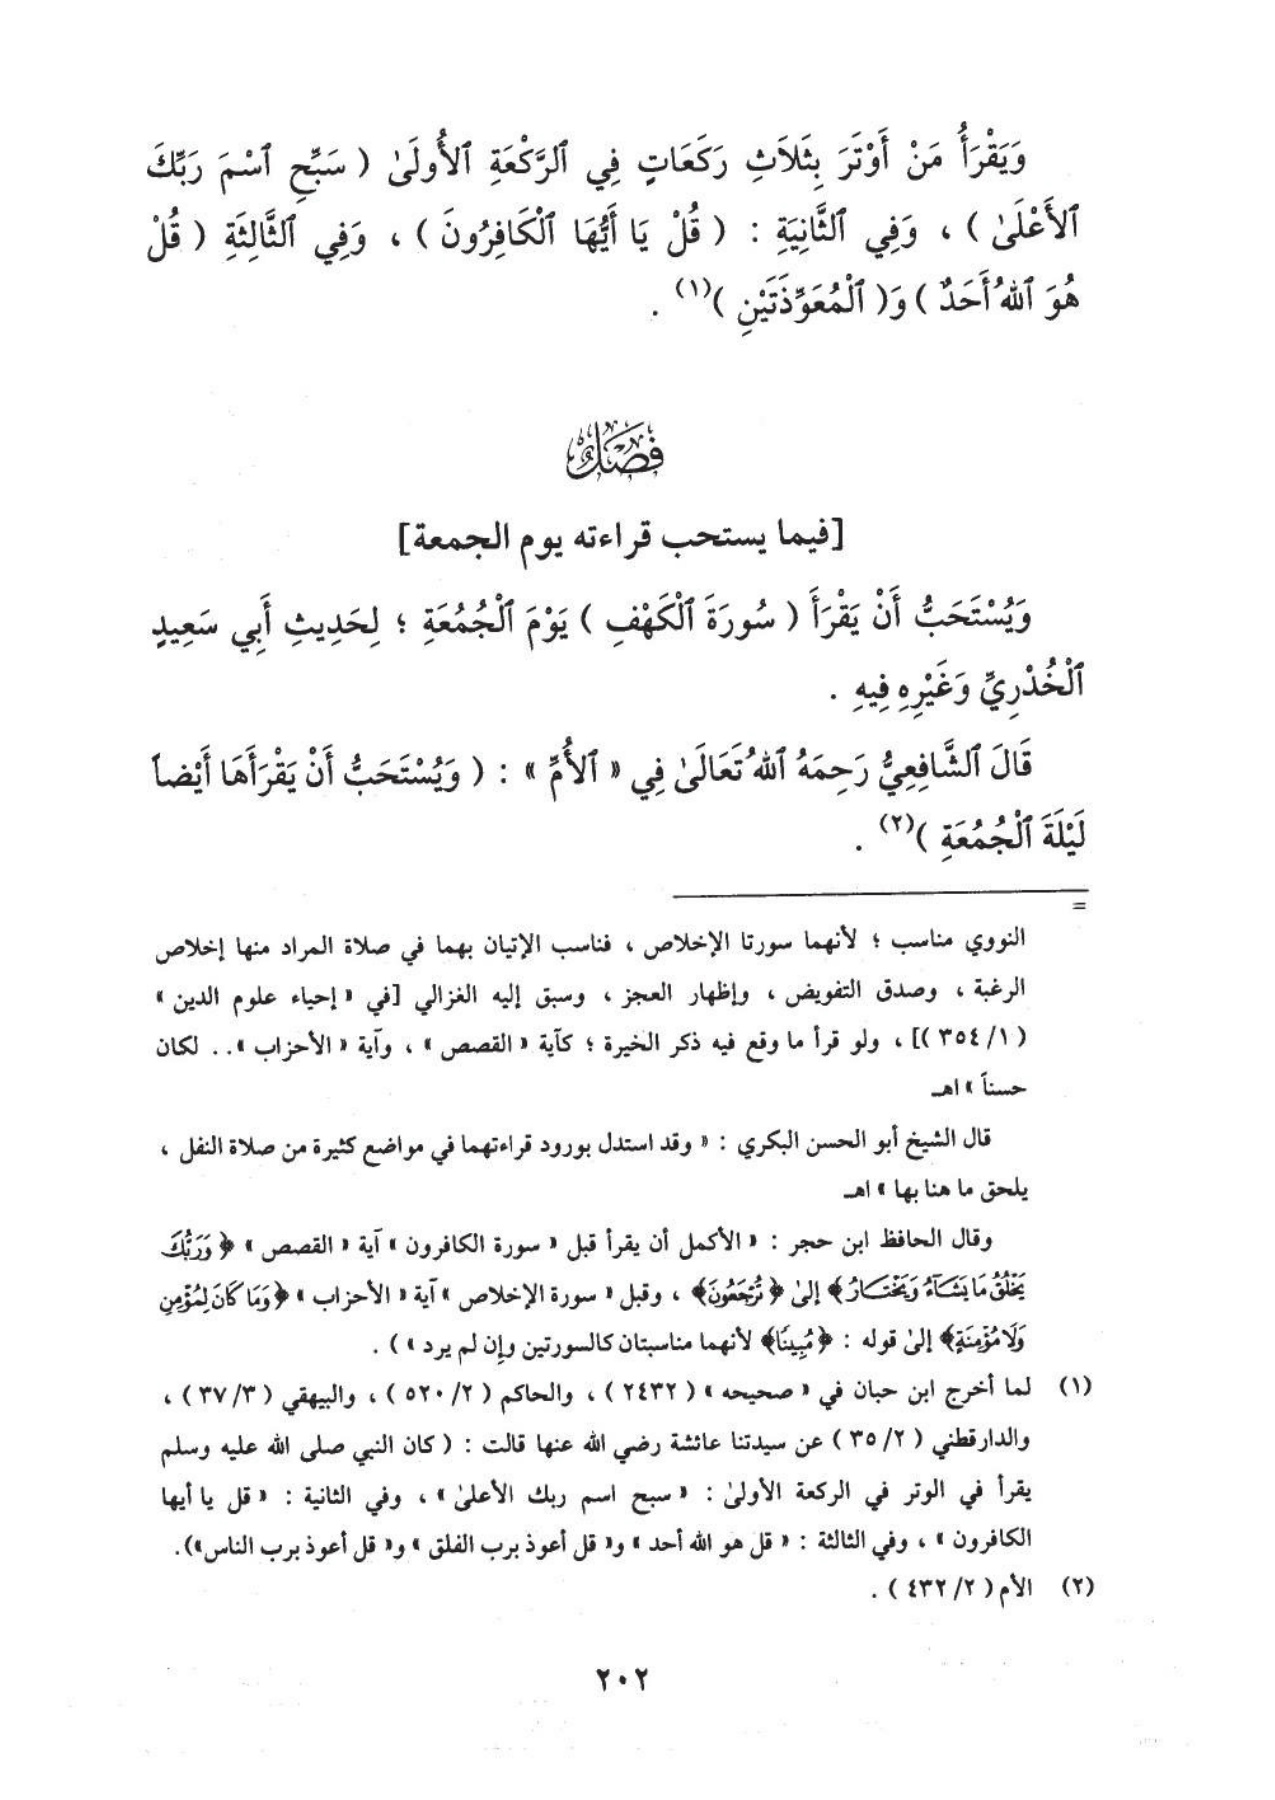 وَيَقْرَأُ مَنْ أَوْتَرَ بِثَلاَثِ رَكَعَاتٍ فِي ٱلرَّكْعَةِ ٱلأُولَىٰ ( سَبِّحِ ٱسْمَ رَبِّكَ
ٱلأَعْلَىٰ ) ، وَفِي ٱلثَّانِيَةِ : ( قُلْ يَا أَيُّهَا ٱلْكَافِرُونَ ) ، وَفِي ٱلثَّالِثَةِ ( قُلْ
هُوَ ٱللهُ أَحَدٌ ) وَ( ٱلْمُعَوِّذَتَيْنِ )(١) .
فَصْلٌ
[فيما يستحب قراءته يوم الجمعة]
وَيُسْتَحَبُّ أَنْ يَقْرَأَ ( سُورَةَ ٱلْكَهْفِ ) يَوْمَ ٱلْجُمُعَةِ ؛ لِحَدِيثِ أَبِي سَعِيدٍ
ٱلْخُدْرِيِّ وَغَيْرِهِ فِيهِ .
قَالَ ٱلشَّافِعِيُّ رَحِمَهُ ٱللهُ تَعَالَىٰ فِي « ٱلأُمِّ » : ( وَيُسْتَحَبُّ أَنْ يَقْرَأَهَا أَيْضاً
لَيْلَةَ ٱلْجُمُعَةِ )(٢) .
=
النووي مناسب ؛ لأنهما سورتا الإخلاص ، فناسب الإتيان بهما في صلاة المراد منها إخلاص
الرغبة ، وصدق التفويض ، وإظهار العجز ، وسبق إليه الغزالي [في « إحياء علوم الدين »
( ١/ ٣٥٤ )] ، ولو قرأ ما وقع فيه ذكر الخيرة ؛ كآية « القصص » ، وآية « الأحزاب ».. لكان
حسناً » اهـ
قال الشيخ أبو الحسن البكري : « وقد استدل بورود قراءتهما في مواضع كثيرة من صلاة النفل ،
يلحق ما هنا بها » اهـ
وقال الحافظ ابن حجر : « الأكمل أن يقرأ قبل « سورة الكافرون » آية « القصص » ﴿ وَرَبُّكَ
يَخْلُقُ مَا يَشَآءُ وَيَخْتَارُ﴾ إلىٰ ﴿ تُرْجَعُونَ﴾ ، وقبل « سورة الإخلاص » آية « الأحزاب » ﴿وَمَا كَانَ لِمُؤْمِنٍ
وَلَا مُؤْمِنَةٍ﴾ إلىٰ قوله : ﴿مُّبِينًا﴾ لأنهما مناسبتان كالسورتين وإن لم يرد » ) .
(١) لما أخرج ابن حبان في « صحيحه » ( ٢٤٣٢ ) ، والحاكم ( ٢/ ٥٢٠ ) ، والبيهقي ( ٣/ ٣٧ ) ،
والدارقطني ( ٢/ ٣٥ ) عن سيدتنا عائشة رضي الله عنها قالت : ( كان النبي صلى الله عليه وسلم
يقرأ في الوتر في الركعة الأولىٰ : « سبح اسم ربك الأعلىٰ » ، وفي الثانية : « قل يا أيها
الكافرون » ، وفي الثالثة : « قل هو الله أحد » و« قل أعوذ برب الفلق » و« قل أعوذ برب الناس»).
(٢) الأم ( ٢/ ٤٣٢ ) .
٢٠٢